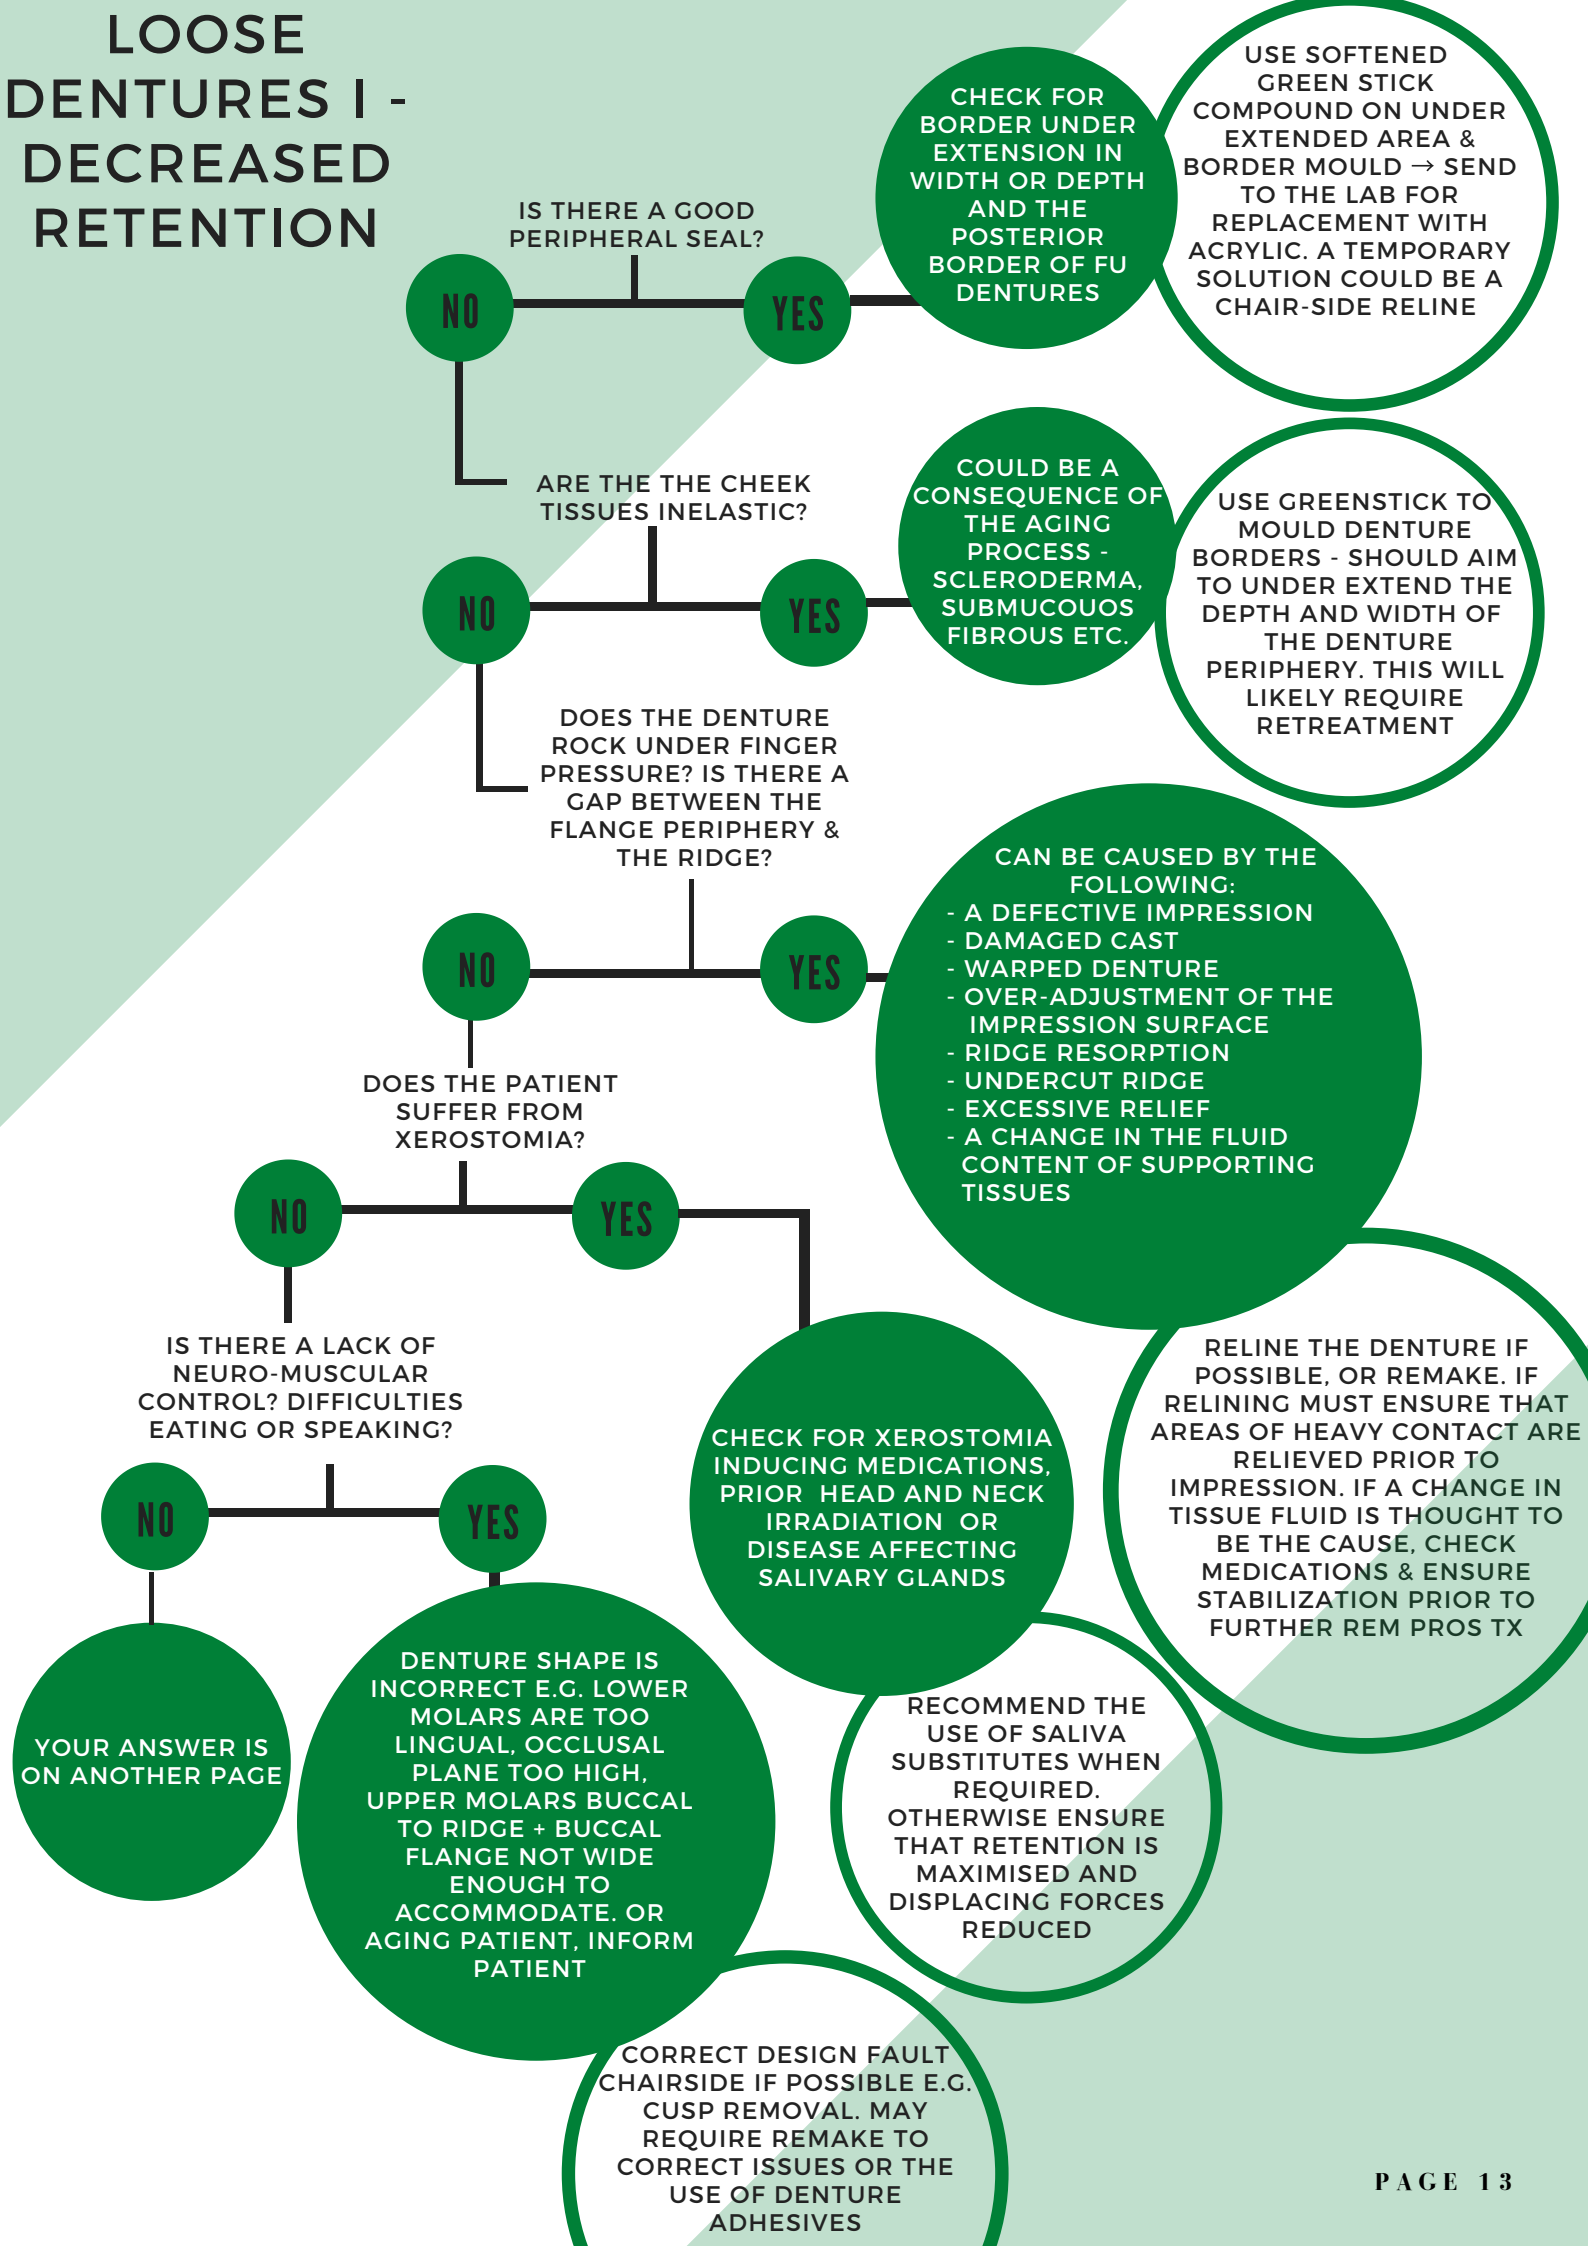 LOOSE
DENTURES I -
DECREASED
RETENTION
IS THERE A GOOD
PERIPHERAL SEAL?
NO
YES
CHECK FOR
BORDER UNDER
EXTENSION IN
WIDTH OR DEPTH
AND THE
POSTERIOR
BORDER OF FU
DENTURES
USE SOFTENED
GREEN STICK
COMPOUND ON UNDER
EXTENDED AREA &
BORDER MOULD → SEND
TO THE LAB FOR
REPLACEMENT WITH
ACRYLIC. A TEMPORARY
SOLUTION COULD BE A
CHAIR-SIDE RELINE
ARE THE THE CHEEK
TISSUES INELASTIC?
NO
YES
COULD BE A
CONSEQUENCE OF
THE AGING
PROCESS -
SCLERODERMA,
SUBMUCOUOS
FIBROUS ETC.
USE GREENSTICK TO
MOULD DENTURE
BORDERS - SHOULD AIM
TO UNDER EXTEND THE
DEPTH AND WIDTH OF
THE DENTURE
PERIPHERY. THIS WILL
LIKELY REQUIRE
RETREATMENT
DOES THE DENTURE
ROCK UNDER FINGER
PRESSURE? IS THERE A
GAP BETWEEN THE
FLANGE PERIPHERY &
THE RIDGE?
NO
YES
CAN BE CAUSED BY THE
FOLLOWING:
- A DEFECTIVE IMPRESSION
- DAMAGED CAST
- WARPED DENTURE
- OVER-ADJUSTMENT OF THE
IMPRESSION SURFACE
- RIDGE RESORPTION
- UNDERCUT RIDGE
- EXCESSIVE RELIEF
- A CHANGE IN THE FLUID
CONTENT OF SUPPORTING
TISSUES
RELINE THE DENTURE IF
POSSIBLE, OR REMAKE. IF
RELINING MUST ENSURE THAT
AREAS OF HEAVY CONTACT ARE
RELIEVED PRIOR TO
IMPRESSION. IF A CHANGE IN
TISSUE FLUID IS THOUGHT TO
BE THE CAUSE, CHECK
MEDICATIONS & ENSURE
STABILIZATION PRIOR TO
FURTHER REM PROS TX
DOES THE PATIENT
SUFFER FROM
XEROSTOMIA?
NO
YES
CHECK FOR XEROSTOMIA
INDUCING MEDICATIONS,
PRIOR HEAD AND NECK
IRRADIATION OR
DISEASE AFFECTING
SALIVARY GLANDS
RECOMMEND THE
USE OF SALIVA
SUBSTITUTES WHEN
REQUIRED.
OTHERWISE ENSURE
THAT RETENTION IS
MAXIMISED AND
DISPLACING FORCES
REDUCED
IS THERE A LACK OF
NEURO-MUSCULAR
CONTROL? DIFFICULTIES
EATING OR SPEAKING?
NO
YES
YOUR ANSWER IS
ON ANOTHER PAGE
DENTURE SHAPE IS
INCORRECT E.G. LOWER
MOLARS ARE TOO
LINGUAL, OCCLUSAL
PLANE TOO HIGH,
UPPER MOLARS BUCCAL
TO RIDGE + BUCCAL
FLANGE NOT WIDE
ENOUGH TO
ACCOMMODATE. OR
AGING PATIENT, INFORM
PATIENT
CORRECT DESIGN FAULT
CHAIRSIDE IF POSSIBLE E.G.
CUSP REMOVAL. MAY
REQUIRE REMAKE TO
CORRECT ISSUES OR THE
USE OF DENTURE
ADHESIVES
PAGE 13